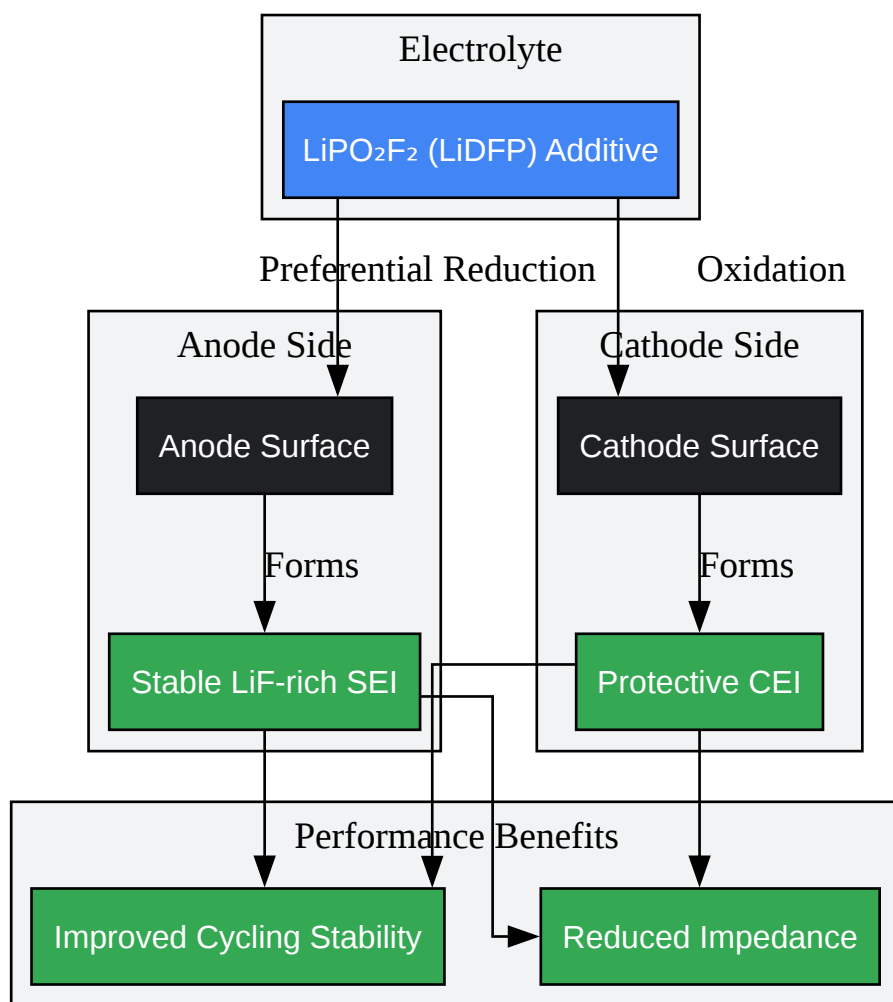 Electrolyte
LiPO₂F₂ (LiDFP) Additive
Preferential Reduction
Oxidation
Anode Side
Cathode Side
Anode Surface
Cathode Surface
Forms
Forms
Stable LiF-rich SEI
Protective CEI
Performance Benefits
Improved Cycling Stability
Reduced Impedance